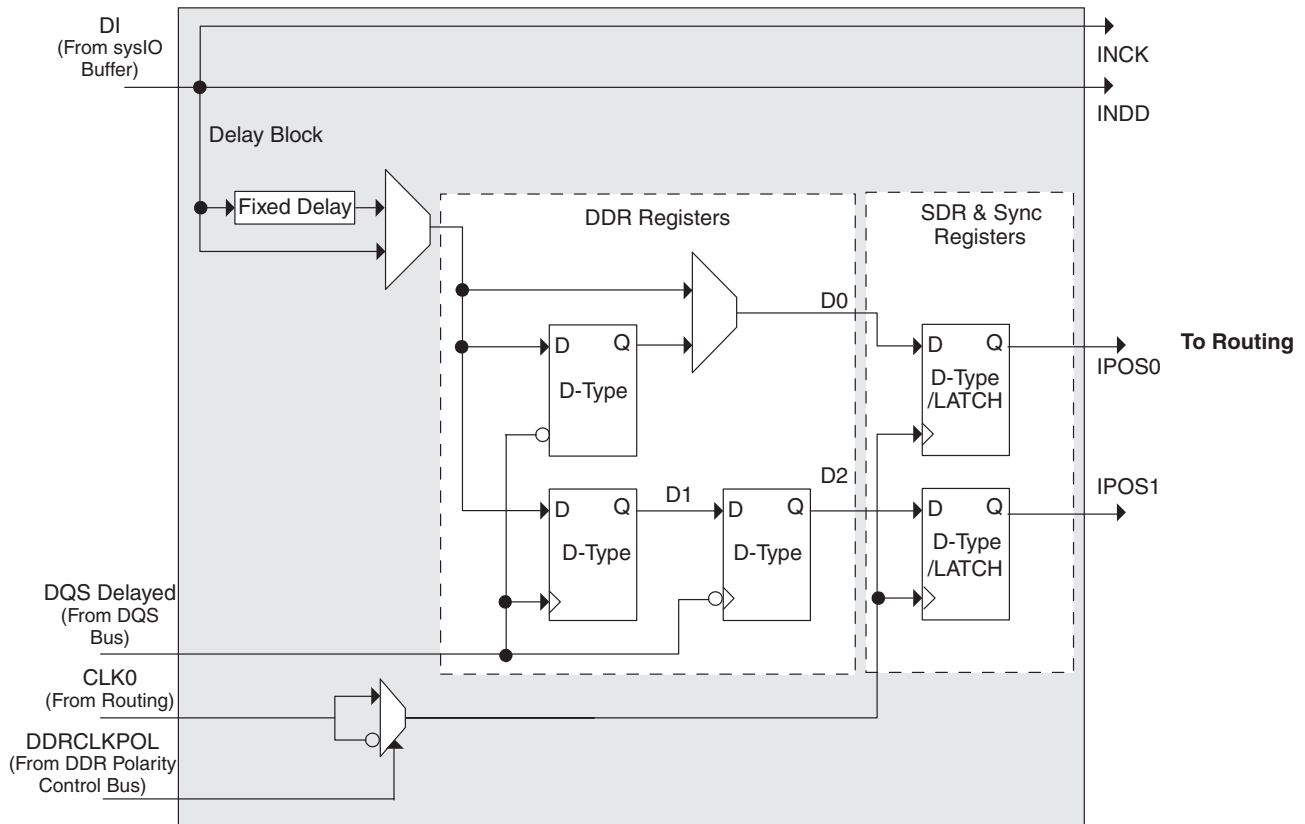 DI
(From sysIO
Buffer)
INCK
INDD
Delay Block
Fixed Delay
DDR Registers
SDR & Sync
Registers
D0
D Q
D-Type
D Q
D-Type
/LATCH
To Routing
IPOS0
D Q
D-Type
D1
D Q
D-Type
D2
D Q
D-Type
/LATCH
IPOS1
DQS Delayed
(From DQS
Bus)
CLK0
(From Routing)
DDRCLKPOL
(From DDR Polarity
Control Bus)